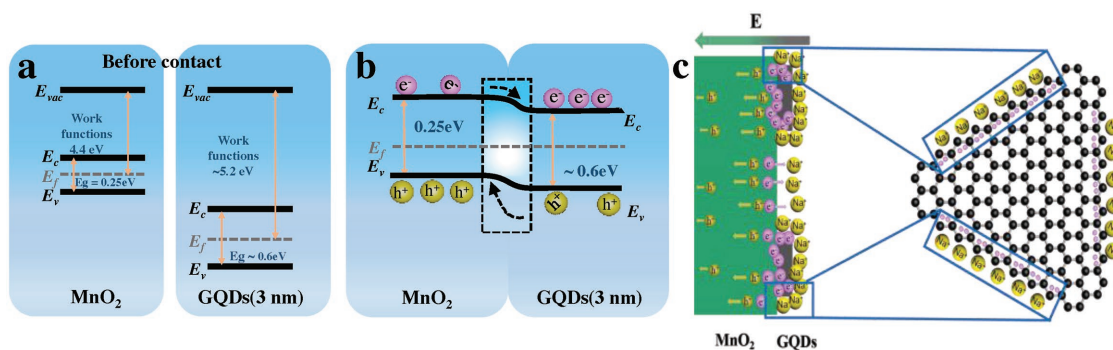 a
Before contact
E_vac
Work
functions
4.4 eV
E_c
E_f
Eg = 0.25eV
E_v
MnO₂
E_vac
Work
functions
~5.2 eV
E_c
E_f
Eg ~ 0.6eV
E_v
GQDs(3 nm)
b
e⁻ e⁻
E_c
0.25eV
E_f
E_v
h⁺ h⁺ h⁺
MnO₂
e⁻ e⁻ e⁻
E_c
~ 0.6eV
h⁺ h⁺
E_v
GQDs(3 nm)
c
E
Na⁺
h⁺
e⁻
MnO₂ GQDs
Na⁺